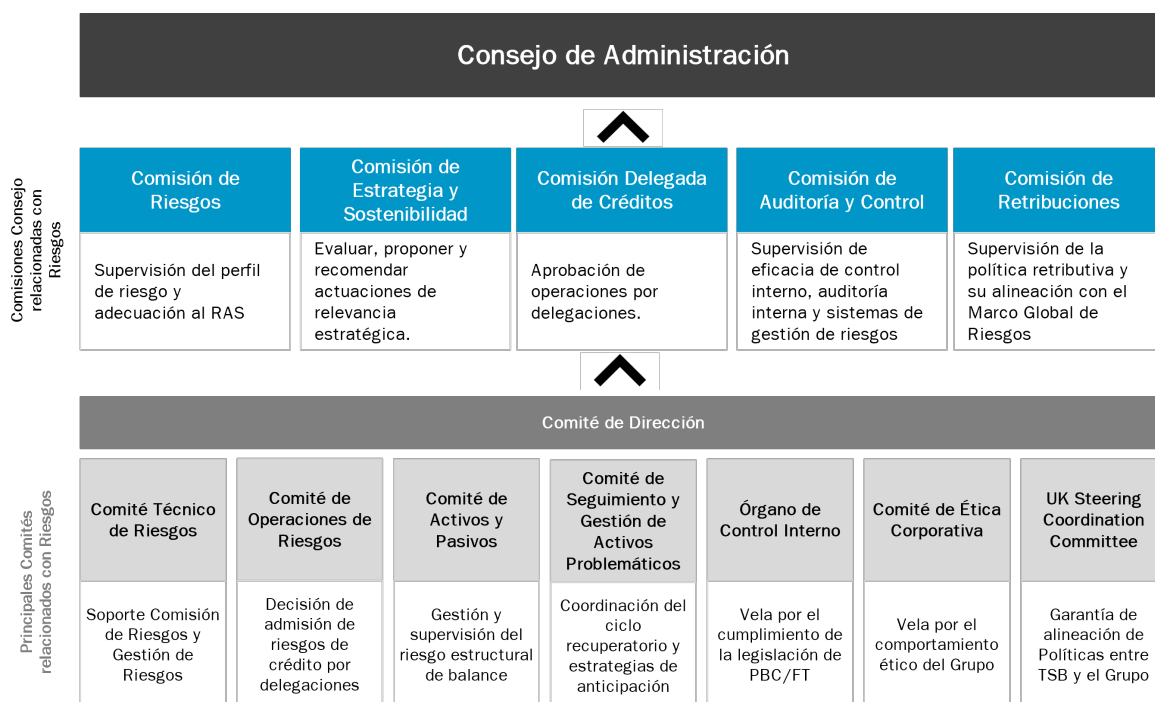 Consejo de Administración
Comisiones Consejo
relacionadas con
Riesgos
Comisión de
Riesgos
Supervisión del perfil
de riesgo y
adecuación al RAS
Comisión de
Estrategia y
Sostenibilidad
Evaluar, proponer y
recomendar
actuaciones de
relevancia
estratégica.
Comisión Delegada
de Créditos
Aprobación de
operaciones por
delegaciones.
Comisión de
Auditoría y Control
Supervisión de
eficacia de control
interno, auditoría
interna y sistemas de
gestión de riesgos
Comisión de
Retribuciones
Supervisión de la
política retributiva y
su alineación con el
Marco Global de
Riesgos
Comité de Dirección
Principales Comités
relacionados con Riesgos
Comité Técnico
de Riesgos
Soporte Comisión
de Riesgos y
Gestión de
Riesgos
Comité de
Operaciones de
Riesgos
Decisión de
admisión de
riesgos de
crédito por
delegaciones
Comité de
Activos y
Pasivos
Gestión y
supervisión del
riesgo estructural
de balance
Comité de
Seguimiento y
Gestión de
Activos
Problemáticos
Coordinación del
ciclo
recuperatorio y
estrategias de
anticipación
Órgano de
Control Interno
Vela por el
cumplimiento de
la legislación de
PBC/FT
Comité de Ética
Corporativa
Vela por el
comportamiento
ético del Grupo
UK Steering
Coordination
Committee
Garantía de
alineación de
Políticas entre
TSB y el Grupo